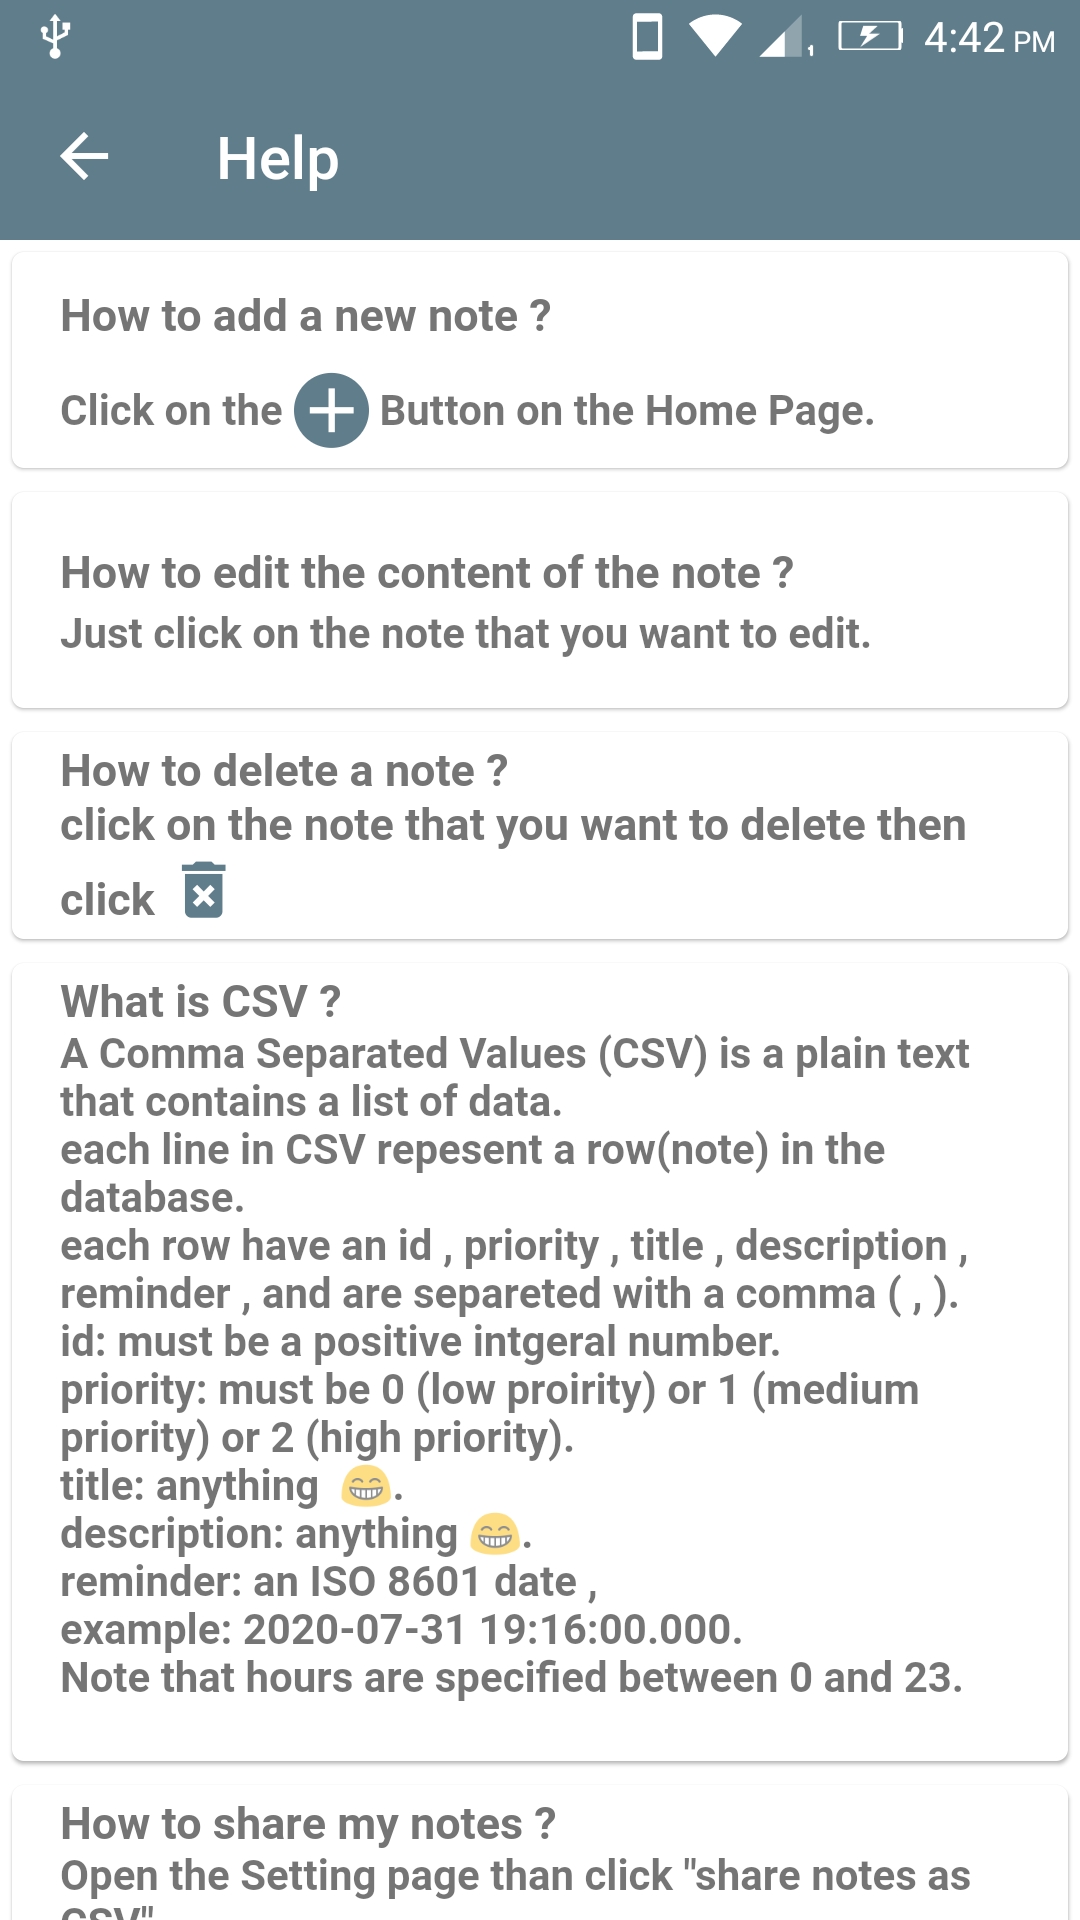 4:42 PM
Help
How to add a new note ?
Click on the Button on the Home Page.
How to edit the content of the note ?
Just click on the note that you want to edit.
How to delete a note ?
click on the note that you want to delete then
click
What is CSV ?
A Comma Separated Values (CSV) is a plain text
that contains a list of data.
each line in CSV repesent a row(note) in the
database.
each row have an id , priority , title , description ,
reminder , and are separeted with a comma ( , ).
id: must be a positive intgeral number.
priority: must be 0 (low proirity) or 1 (medium
priority) or 2 (high priority).
title: anything 😁.
description: anything 😁.
reminder: an ISO 8601 date ,
example: 2020-07-31 19:16:00.000.
Note that hours are specified between 0 and 23.
How to share my notes ?
Open the Setting page than click "share notes as
CSV"